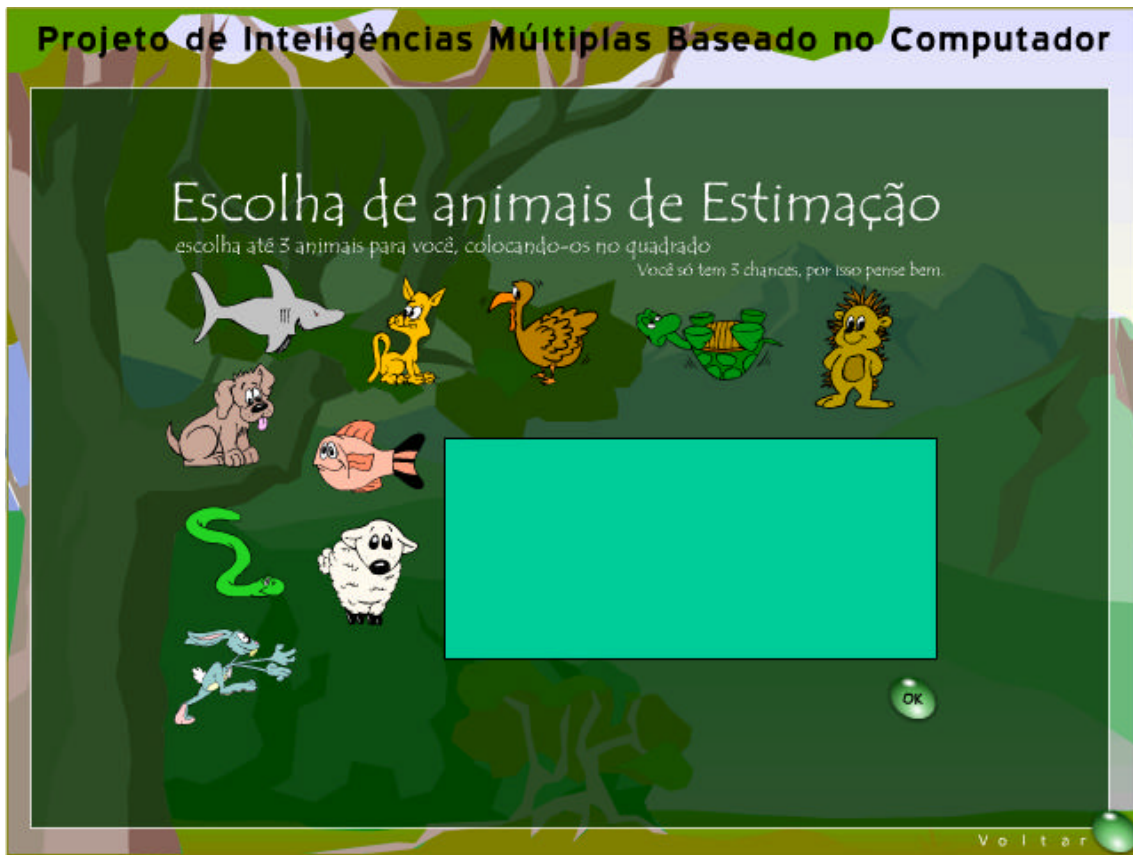 Projeto de Inteligências Múltiplas Baseado no Computador
Escolha de animais de Estimação
escolha até 3 animais para você, colocando-os no quadrado
Você só tem 3 chances, por isso pense bem.
OK
Voltar